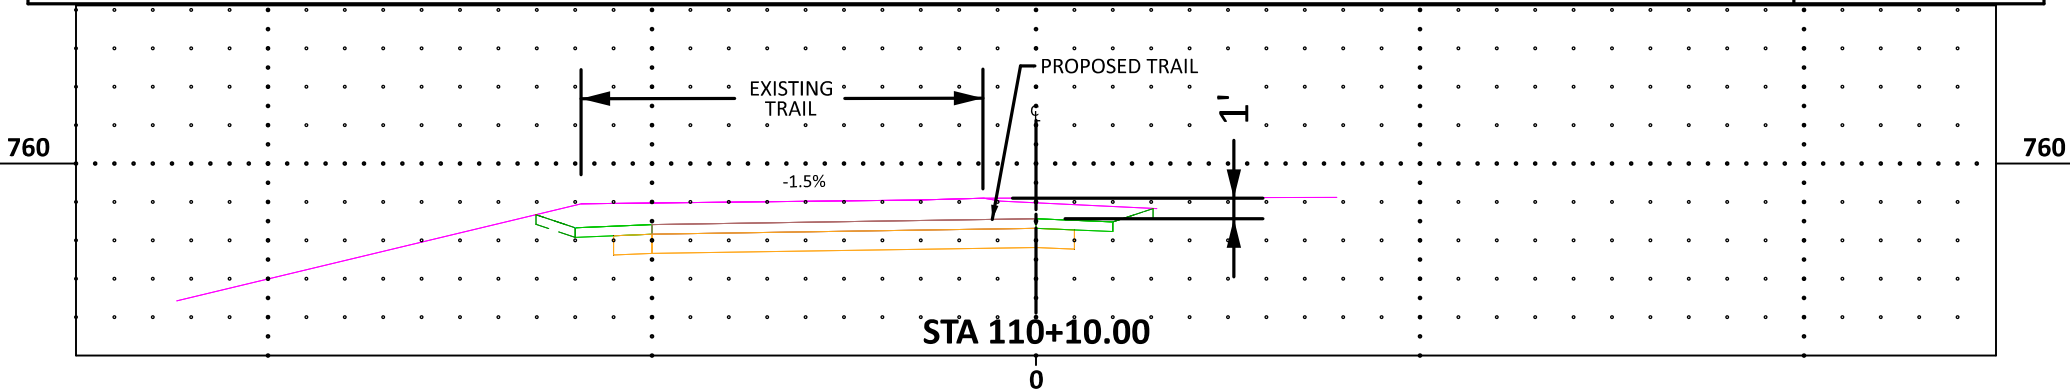 PROPOSED TRAIL
EXISTING
TRAIL
1'
℄
760
760
-1.5%
STA 110+10.00
0